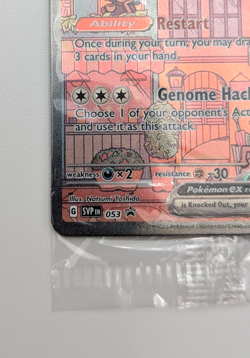 Ability Restart
Once during your turn, you may dra
3 cards in your hand.
Genome Hack
Choose 1 of your opponent's Acti
and use it as this attack.
weakness ×2 resistance -30
Pokémon ex r
is Knocked Out, your
Illus. Natsumi Yoshida
G SVP EN 053